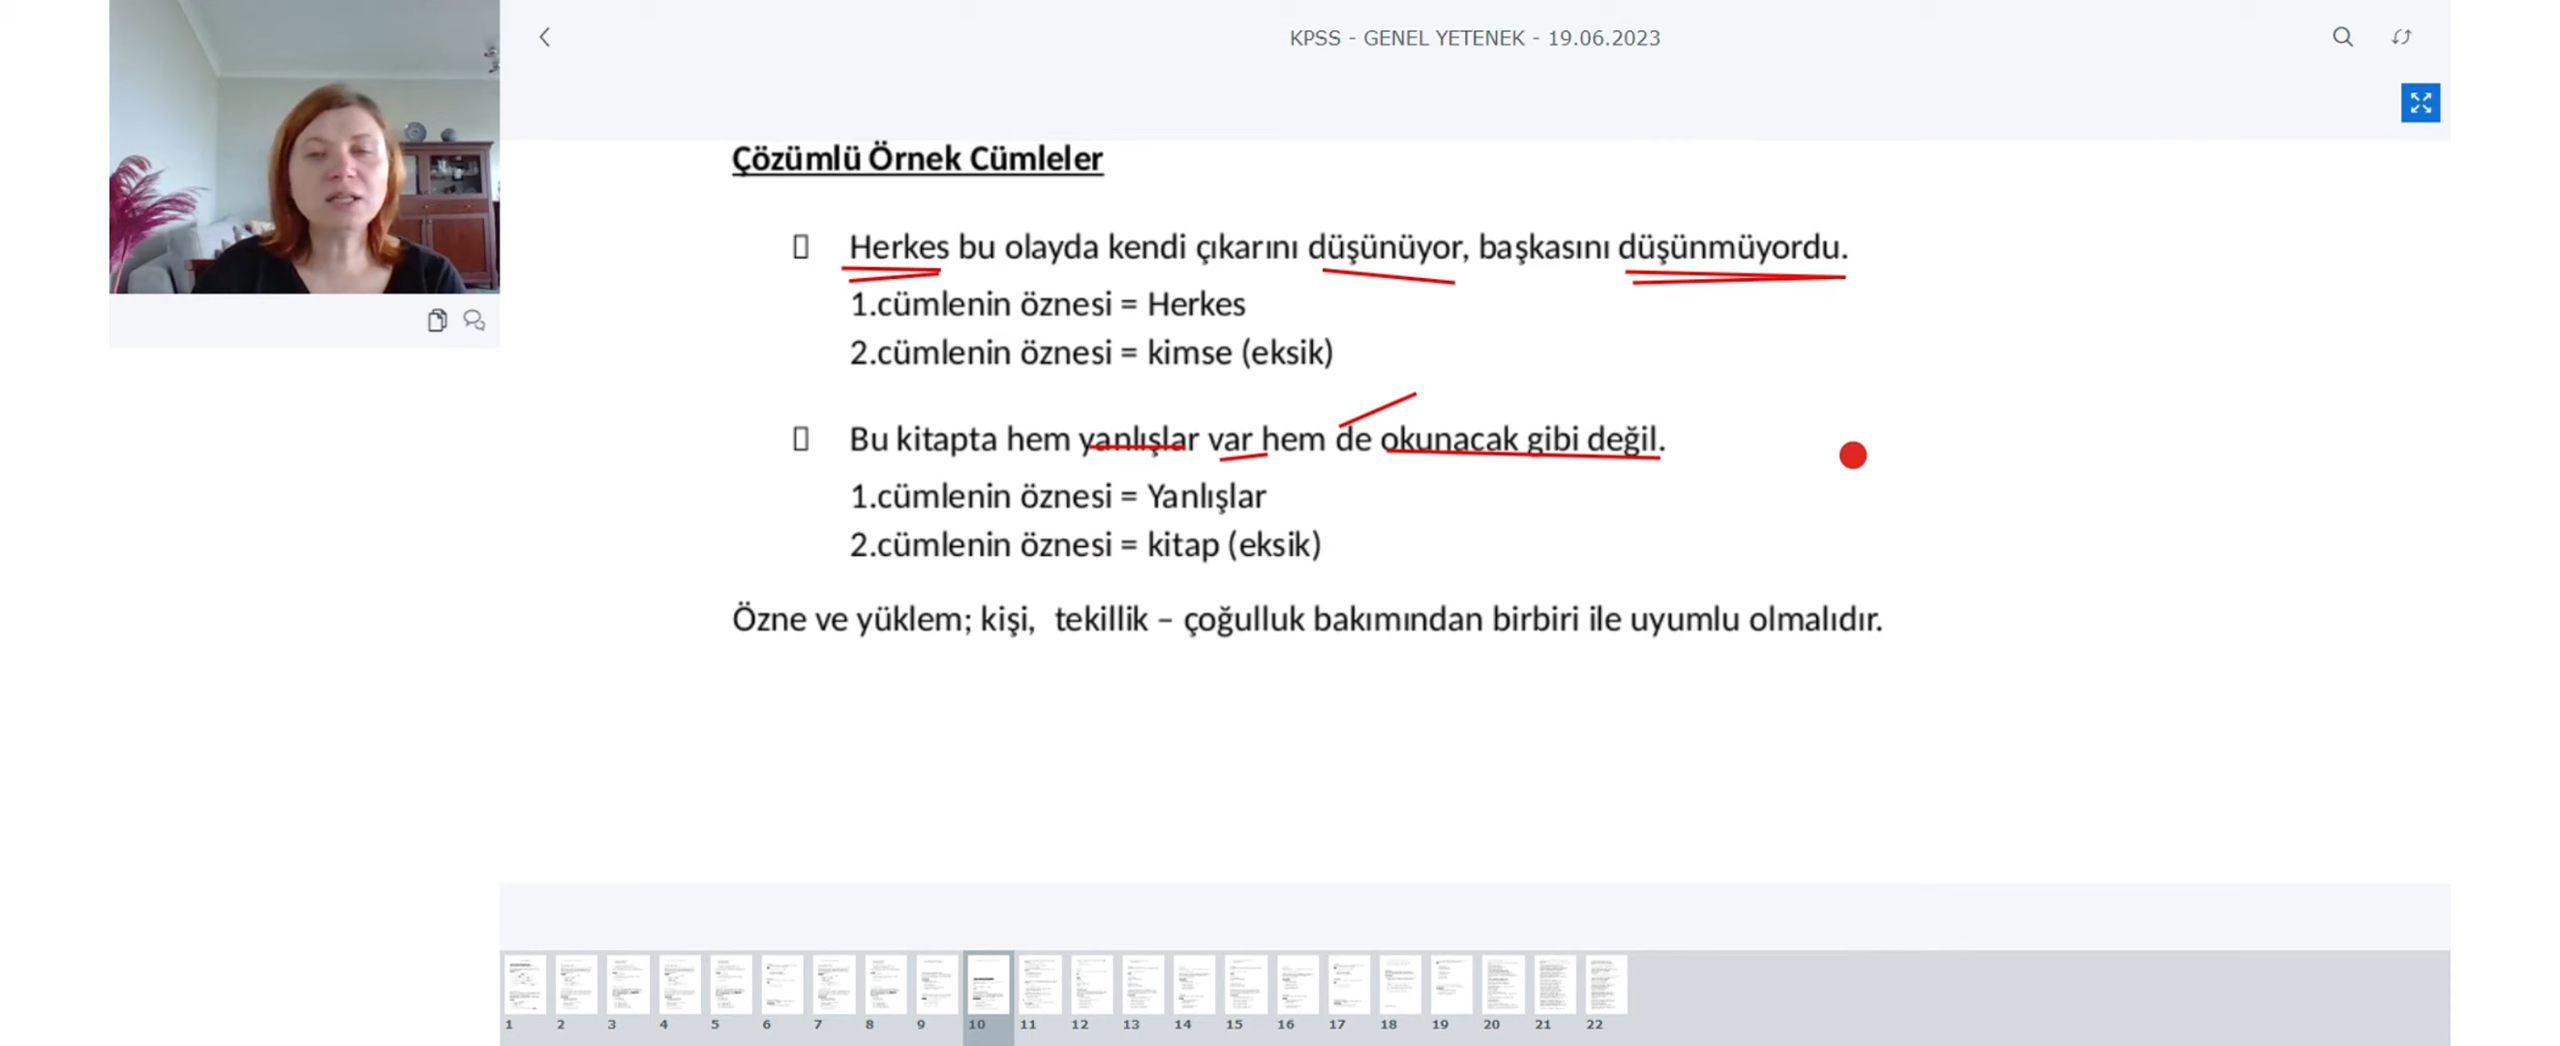 KPSS - GENEL YETENEK - 19.06.2023
Çözümlü Örnek Cümleler
Herkes bu olayda kendi çıkarını düşünüyor, başkasını düşünmüyordu.
1.cümlenin öznesi = Herkes
2.cümlenin öznesi = kimse (eksik)
Bu kitapta hem yanlışlar var hem de okunacak gibi değil.
1.cümlenin öznesi = Yanlışlar
2.cümlenin öznesi = kitap (eksik)
Özne ve yüklem; kişi, tekillik – çoğulluk bakımından birbiri ile uyumlu olmalıdır.
1 2 3 4 5 6 7 8 9 10 11 12 13 14 15 16 17 18 19 20 21 22